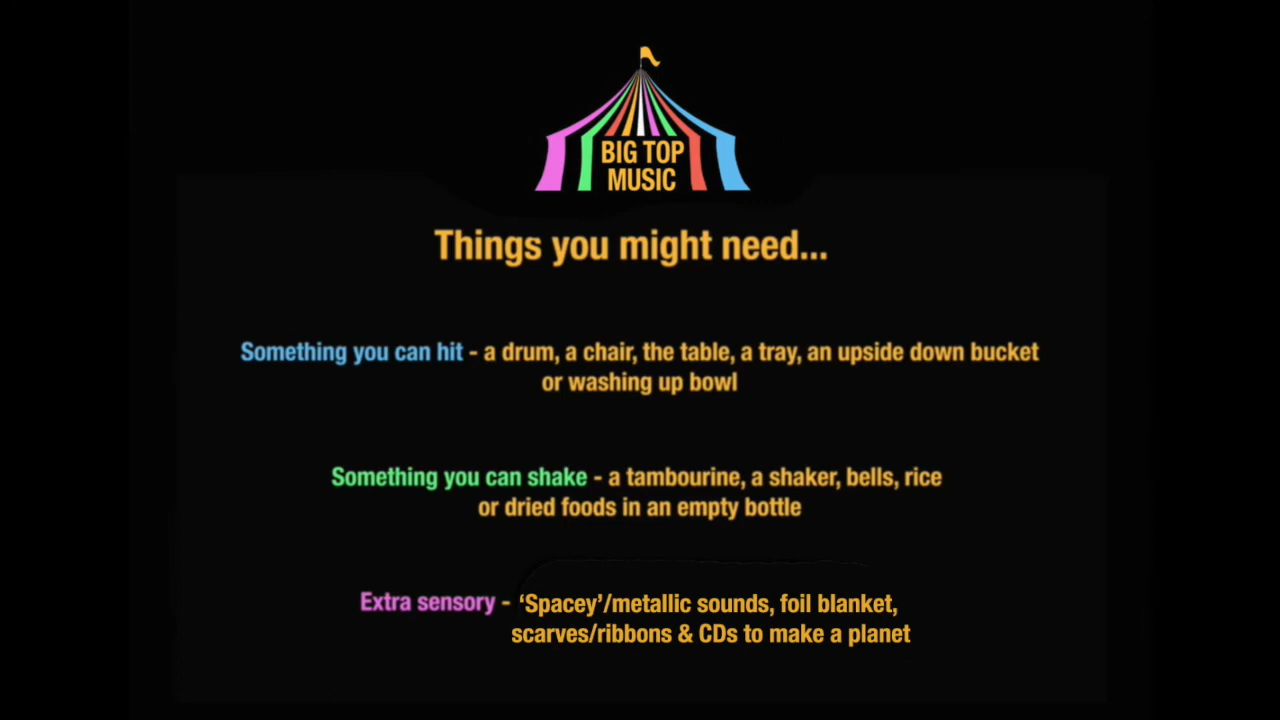 BIG TOP
MUSIC
Things you might need...
Something you can hit - a drum, a chair, the table, a tray, an upside down bucket
or washing up bowl
Something you can shake - a tambourine, a shaker, bells, rice
or dried foods in an empty bottle
Extra sensory - ‘Spacey’/metallic sounds, foil blanket,
scarves/ribbons & CDs to make a planet